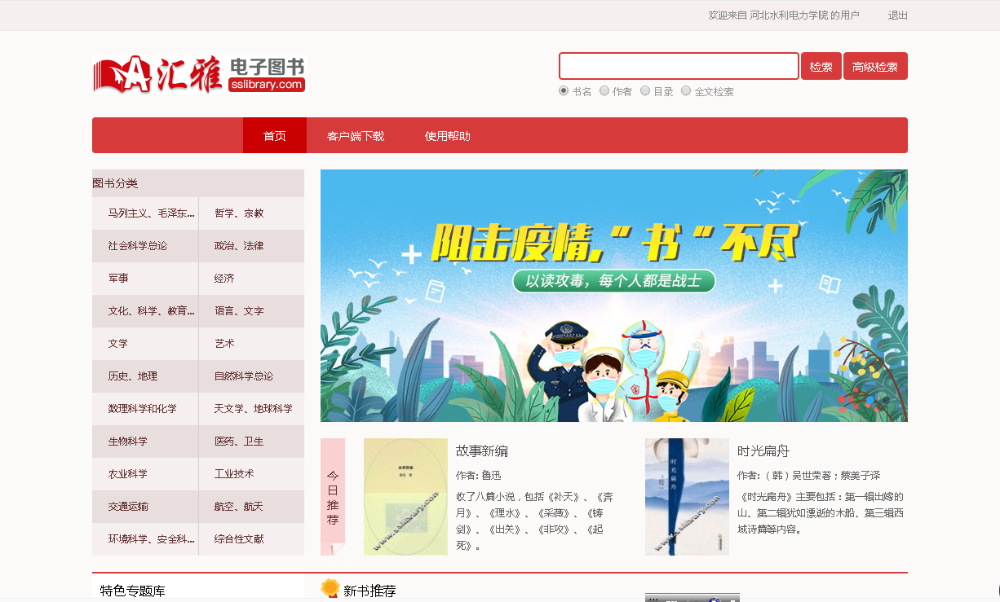 欢迎来自 河北水利电力学院 的用户 退出
汇雅 电子图书
sslibrary.com
检索 高级检索
书名 作者 目录 全文检索
首页 客户端下载 使用帮助
图书分类
马列主义、毛泽东... 哲学、宗教
社会科学总论 政治、法律
军事 经济
文化、科学、教育... 语言、文字
文学 艺术
历史、地理 自然科学总论
数理科学和化学 天文学、地球科学
生物科学 医药、卫生
农业科学 工业技术
交通运输 航空、航天
环境科学、安全科... 综合性文献
阻击疫情，“书”不尽
以读攻毒，每个人都是战士
今日推荐
故事新编
www.sslibrary.com
故事新编
作者: 鲁迅
收了八篇小说，包括《补天》、《奔
月》、《理水》、《采薇》、《铸
剑》、《出关》、《非攻》、《起
死》。
时光扁舟
www.sslibrary.com
时光扁舟
作者:（韩）吴世荣著；蔡美子译
《时光扁舟》主要包括：第一辑出嫁的
山、第二辑犹如漂逝的木船、第三辑西
域诗篇等内容。
特色专题库
新书推荐